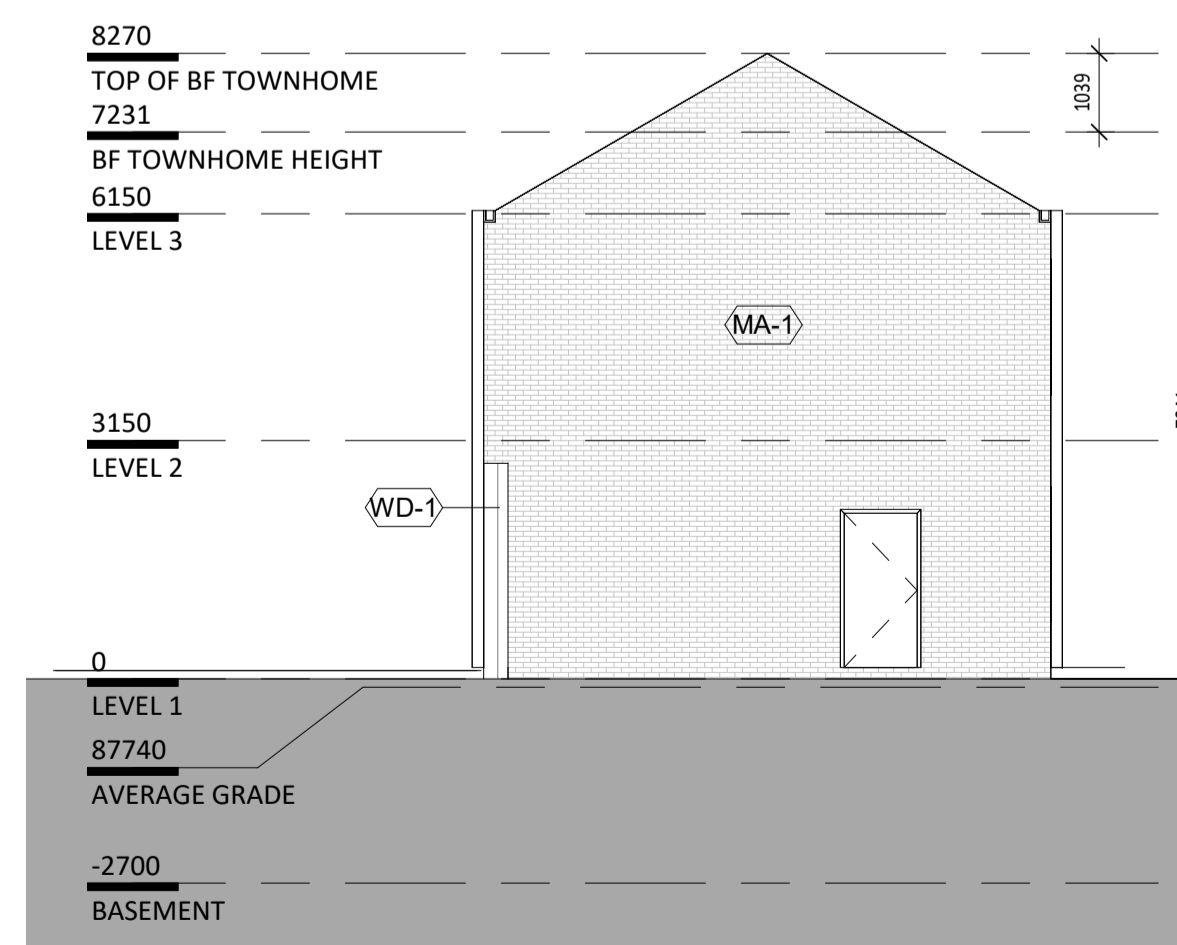 8270
TOP OF BF TOWNHOME
1039
7231
BF TOWNHOME HEIGHT
6150
LEVEL 3
MA-1
3150
LEVEL 2
WD-1
0
LEVEL 1
87740
AVERAGE GRADE
-2700
BASEMENT